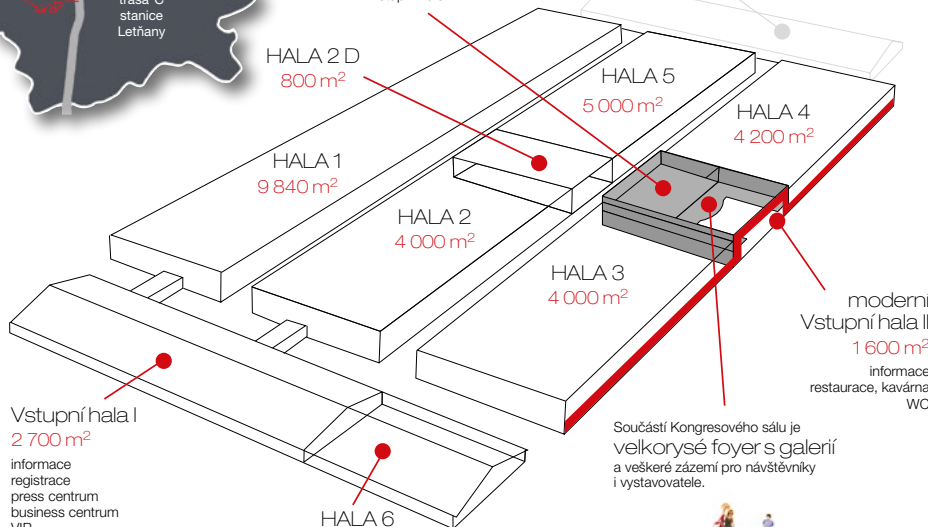 stanice
Letňany
HALA 2 D
800 m²
HALA 5
5 000 m²
HALA 4
4 200 m²
HALA 1
9 840 m²
HALA 2
4 000 m²
HALA 3
4 000 m²
moderní
Vstupní hala II
1 600 m²
informace
restaurace, kavárna
WC
Vstupní hala I
2 700 m²
informace
registrace
press centrum
business centrum
VIP
Součástí Kongresového sálu je
velkorysé foyer s galerií
a veškeré zázemí pro návštěvníky
i vystavovatele.
HALA 6